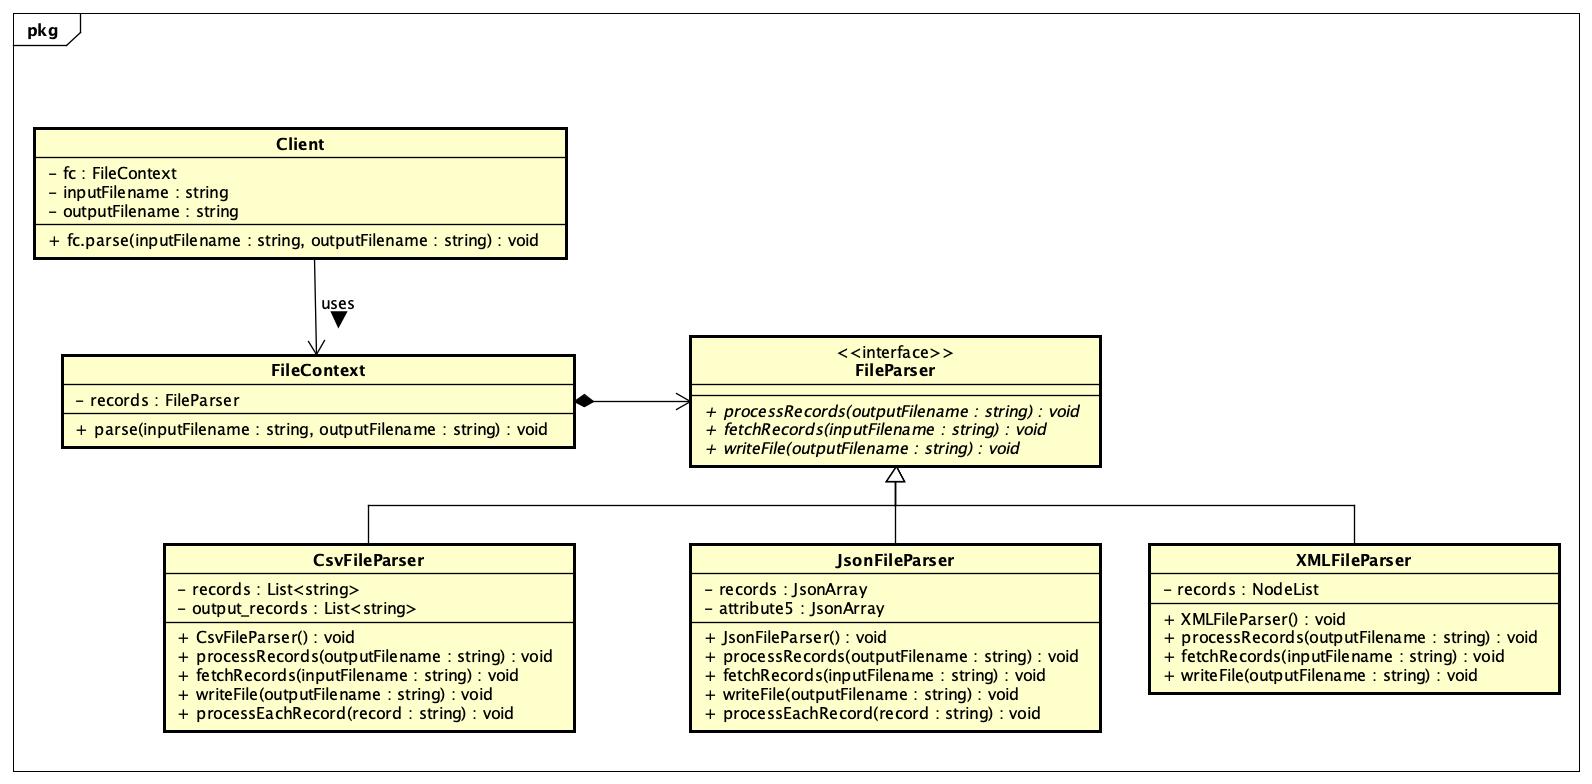 pkg
Client
- fc : FileContext
- inputFilename : string
- outputFilename : string
+ fc.parse(inputFilename : string, outputFilename : string) : void
uses
FileContext
- records : FileParser
+ parse(inputFilename : string, outputFilename : string) : void
<<interface>>
FileParser
+ processRecords(outputFilename : string) : void
+ fetchRecords(inputFilename : string) : void
+ writeFile(outputFilename : string) : void
CsvFileParser
- records : List<string>
- output_records : List<string>
+ CsvFileParser() : void
+ processRecords(outputFilename : string) : void
+ fetchRecords(inputFilename : string) : void
+ writeFile(outputFilename : string) : void
+ processEachRecord(record : string) : void
JsonFileParser
- records : JsonArray
- attribute5 : JsonArray
+ JsonFileParser() : void
+ processRecords(outputFilename : string) : void
+ fetchRecords(inputFilename : string) : void
+ writeFile(outputFilename : string) : void
+ processEachRecord(record : string) : void
XMLFileParser
- records : NodeList
+ XMLFileParser() : void
+ processRecords(outputFilename : string) : void
+ fetchRecords(inputFilename : string) : void
+ writeFile(outputFilename : string) : void